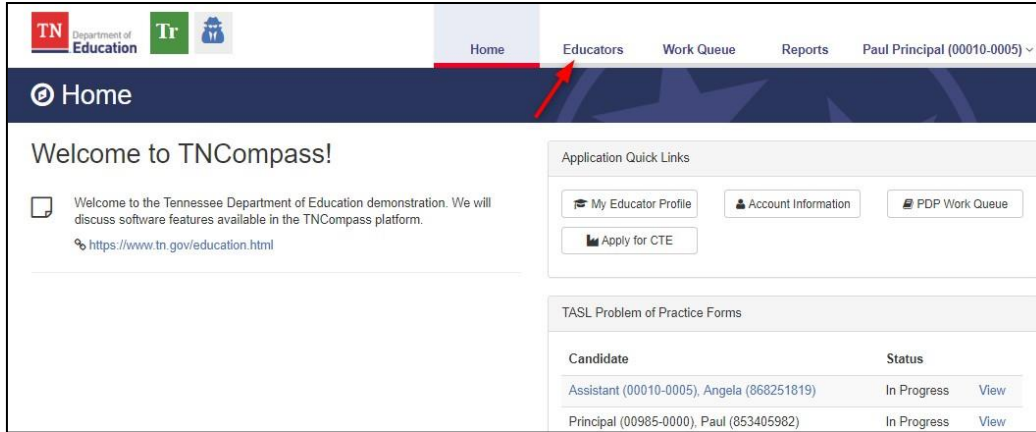 TN
Department of
Education
Tr
Home
Educators
Work Queue
Reports
Paul Principal (00010-0005)
Home
Welcome to TNCompass!
Welcome to the Tennessee Department of Education demonstration. We will
discuss software features available in the TNCompass platform.
https://www.tn.gov/education.html
Application Quick Links
My Educator Profile
Account Information
PDP Work Queue
Apply for CTE
TASL Problem of Practice Forms
Candidate Status
Assistant (00010-0005), Angela (868251819) In Progress View
Principal (00985-0000), Paul (853405982) In Progress View